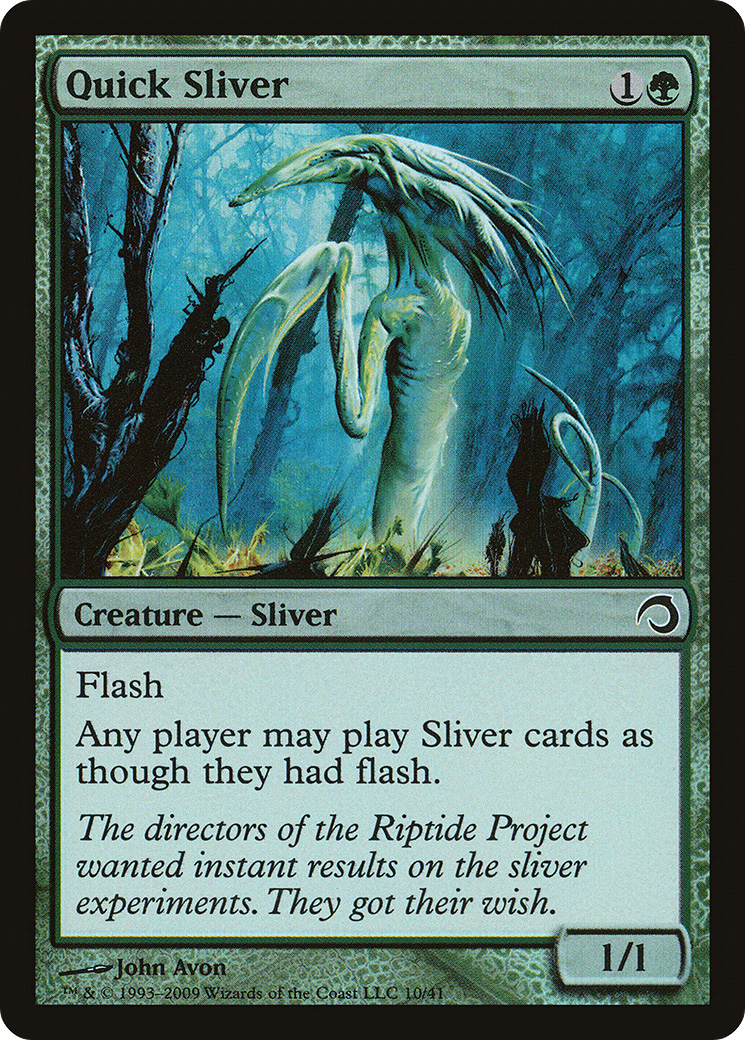 Quick Sliver
1
Creature — Sliver
Flash
Any player may play Sliver cards as
though they had flash.
The directors of the Riptide Project
wanted instant results on the sliver
experiments. They got their wish.
1/1
John Avon
™ & © 1993–2009 Wizards of the Coast LLC 10/41